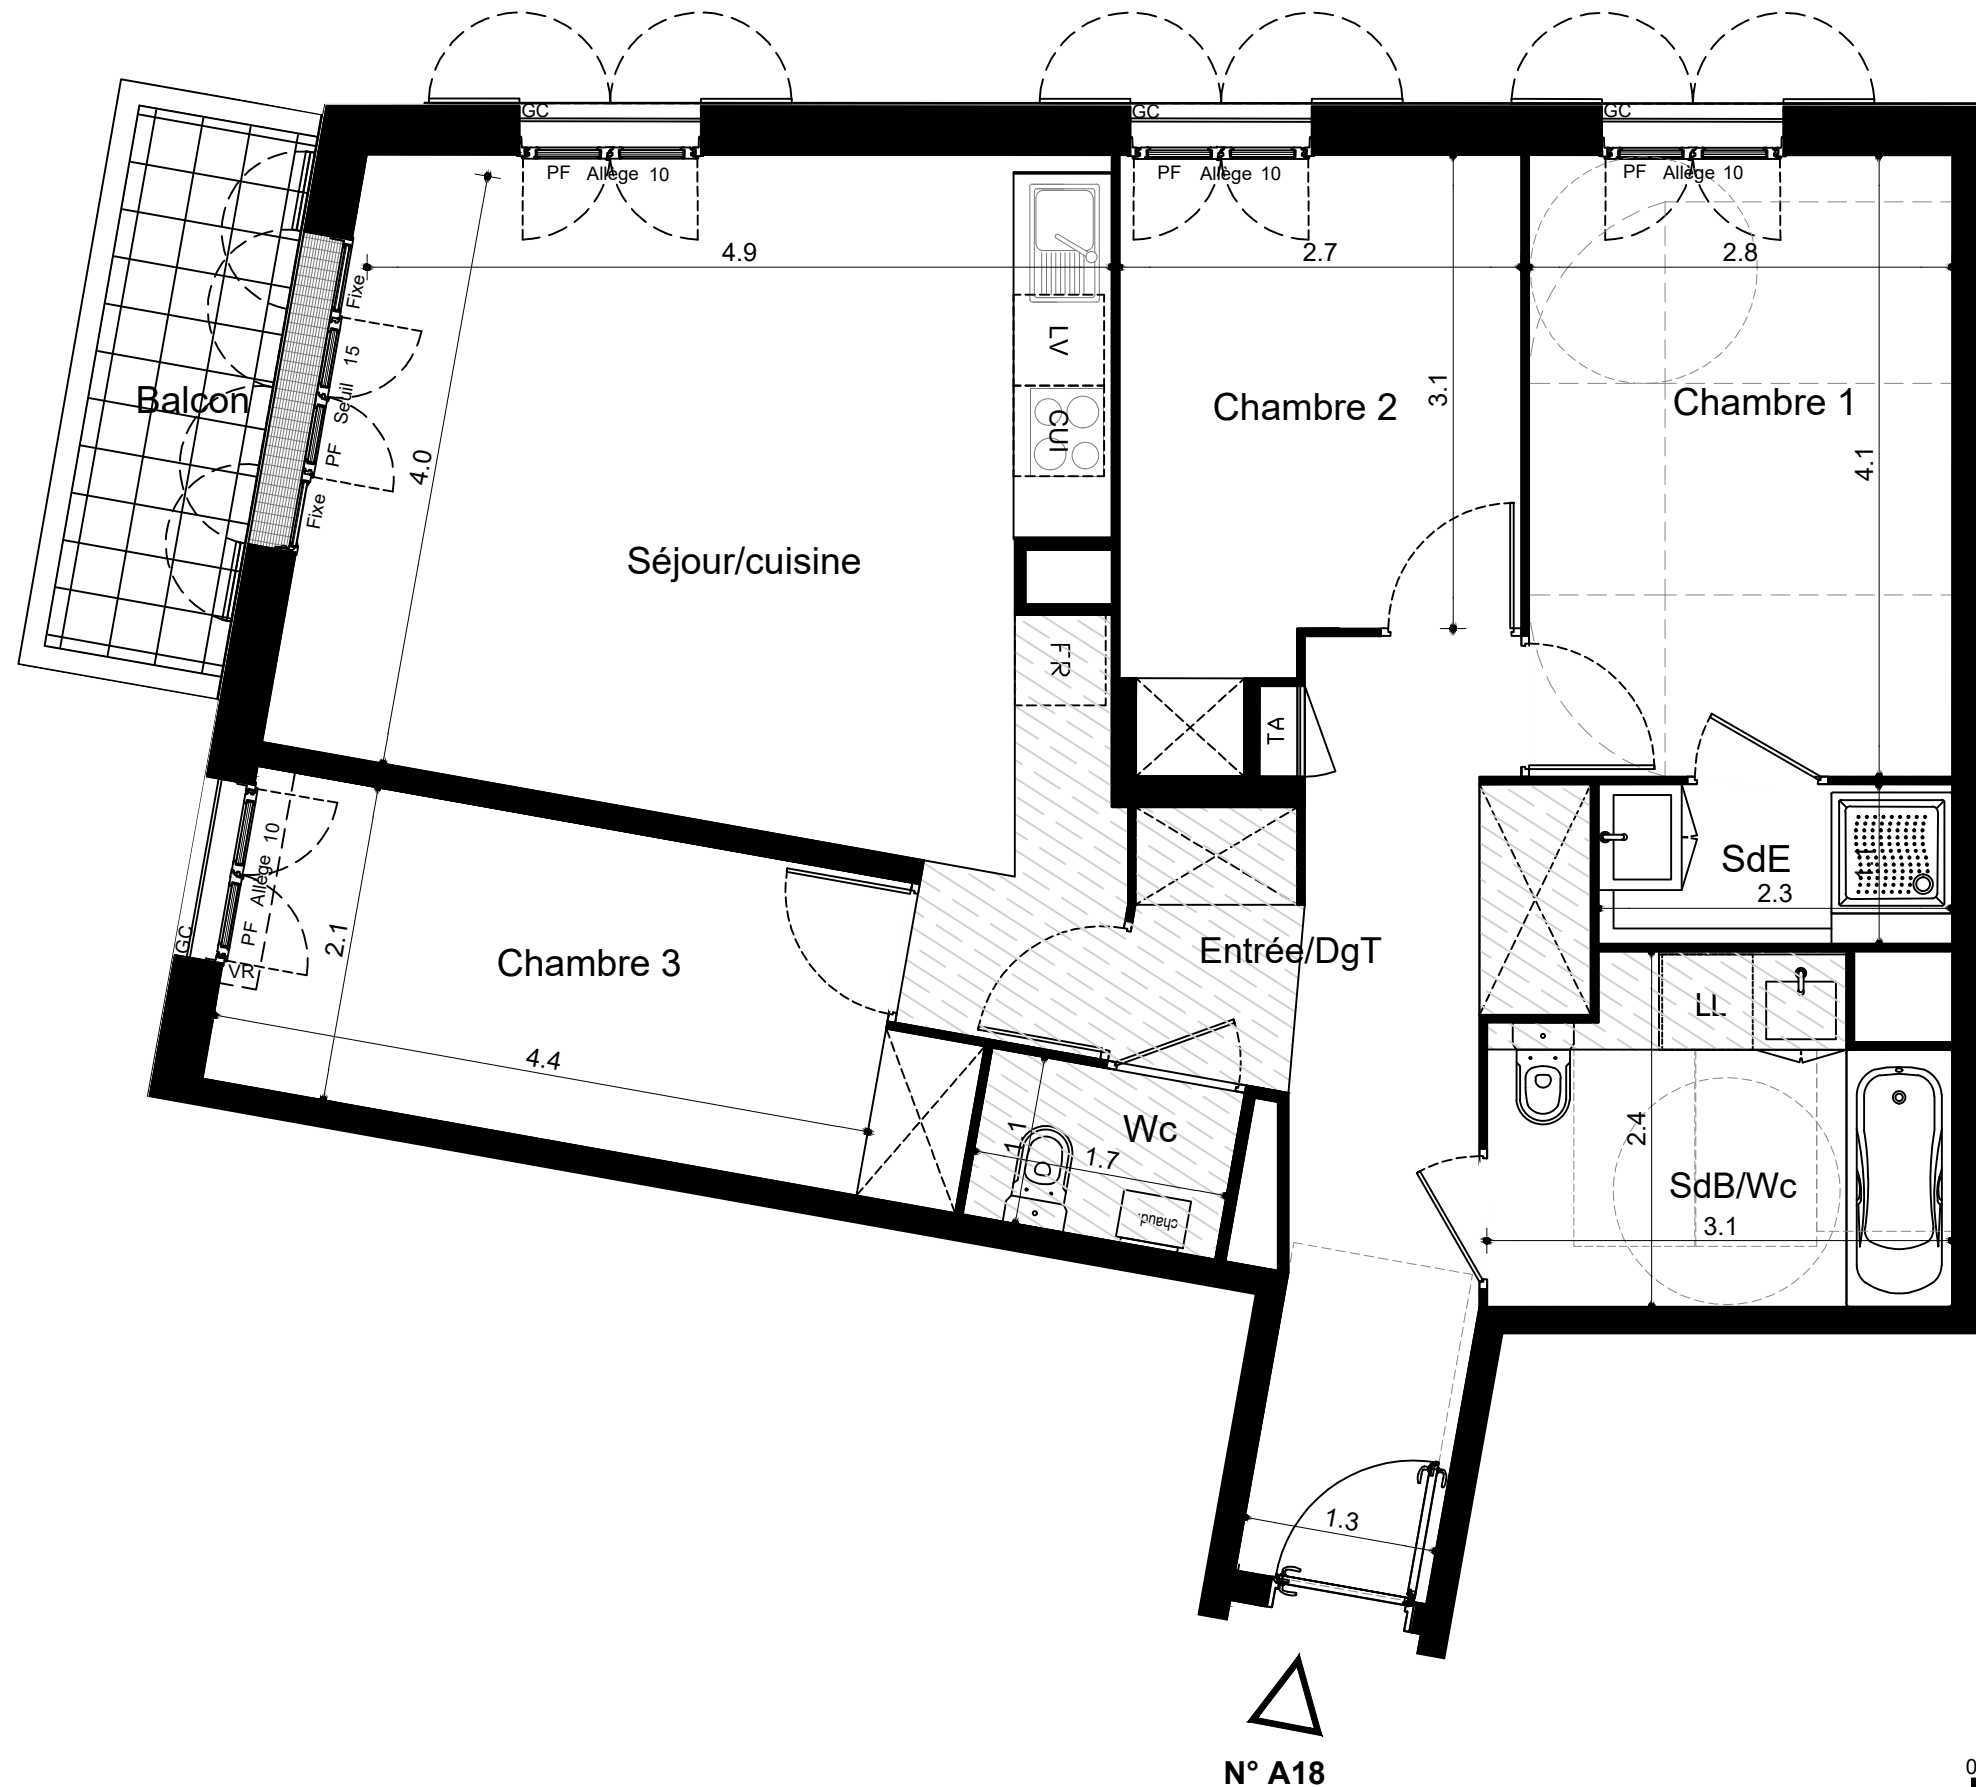 GC
GC
GC
PF Allège 10
PF Allège 10
PF Allège 10
4.9
2.7
2.8
Fixe
PF Seuil 15
Fixe
LV
CUI
Balcon
4.0
Chambre 2
3.1
Chambre 1
4.1
Séjour/cuisine
FR
TA
PF Allège 10
GC
VR
2.1
SdE
2.3
Entrée/DgT
Chambre 3
LL
4.4
Wc
1.1
1.7
chaud.
2.4
SdB/Wc
3.1
1.3
N° A18
0